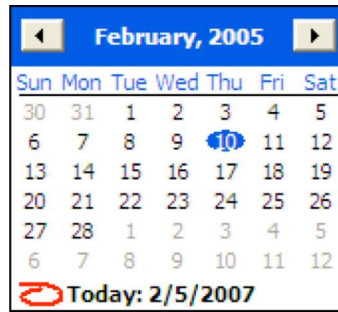 February, 2005
Sun Mon Tue Wed Thu Fri Sat
30 31 1 2 3 4 5
6 7 8 9 10 11 12
13 14 15 16 17 18 19
20 21 22 23 24 25 26
27 28 1 2 3 4 5
6 7 8 9 10 11 12
Today: 2/5/2007